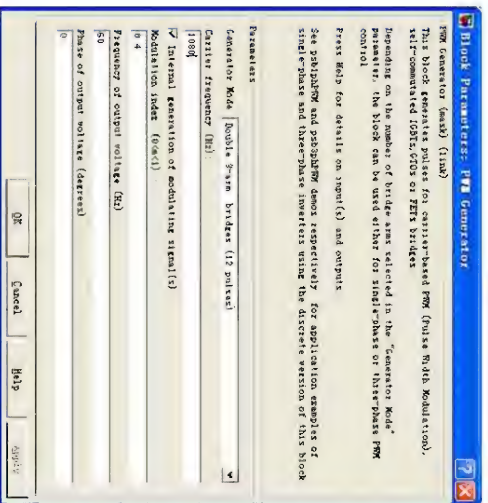 Block Parameters: PWM Generator
PWM Generator (mask) (link)
This block generates pulses for carrier-based PWM (Pulse Width Modulation),
self-commutated IGBTs,GTOs or FETs bridges
Depending on the number of bridge arms selected in the "Generator Mode"
parameter, the block can be used either for single-phase or three-phase PWM
control
Press Help for details on input(s) and outputs
See psb1phPWM and psb3phPWM demos respectively for application examples of
single-phase and three-phase inverters using the discrete version of this block
Parameters
Generator Mode Double 3-arm bridges (12 pulses)
Carrier frequency (Hz):
1080
Internal generation of modulating signal(s)
Modulation index (0<m<1)
0 4
Frequency of output voltage (Hz)
60
Phase of output voltage (degrees)
0
OK Cancel Help Apply